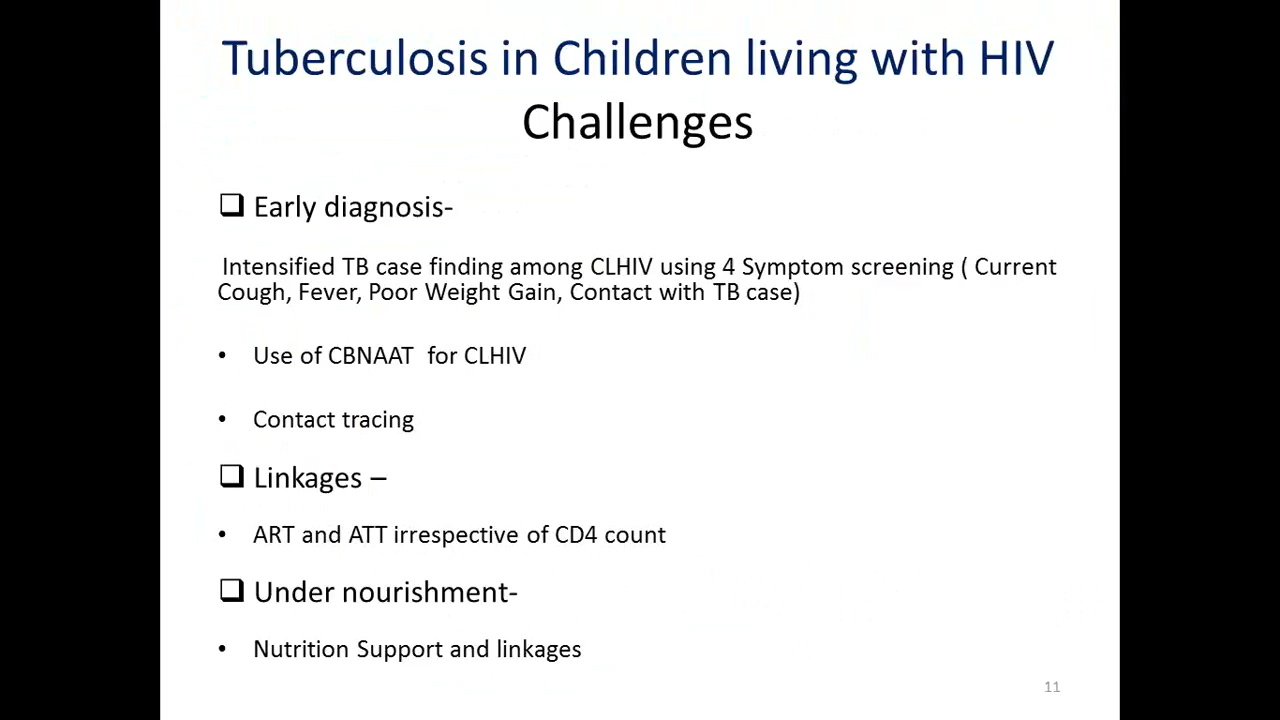 Tuberculosis in Children living with HIV
Challenges
❑ Early diagnosis-
Intensified TB case finding among CLHIV using 4 Symptom screening ( Current
Cough, Fever, Poor Weight Gain, Contact with TB case)
• Use of CBNAAT for CLHIV
• Contact tracing
❑ Linkages –
• ART and ATT irrespective of CD4 count
❑ Under nourishment-
• Nutrition Support and linkages
11